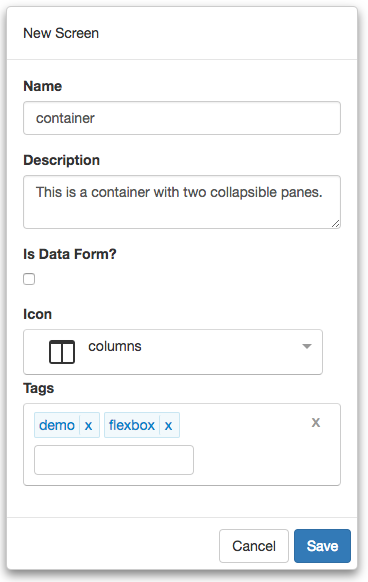 New Screen
Name
container
Description
This is a container with two collapsible panes.
Is Data Form?
Icon
columns
Tags
demo x flexbox x x
Cancel Save